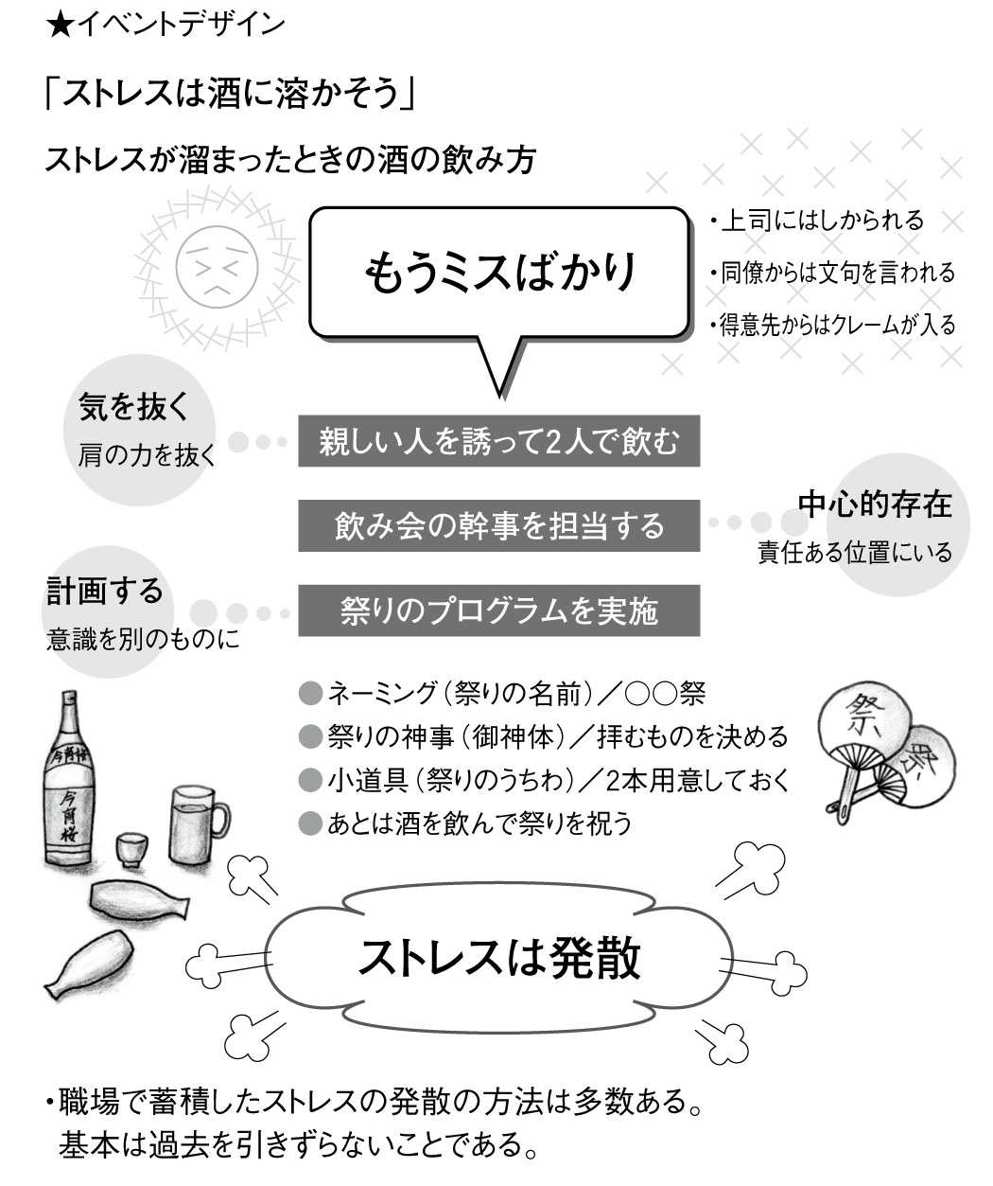 ★イベントデザイン
「ストレスは酒に溶かそう」
ストレスが溜まったときの酒の飲み方
もうミスばかり
・上司にはしかられる
・同僚からは文句を言われる
・得意先からはクレームが入る
気を抜く
肩の力を抜く
親しい人を誘って2人で飲む
飲み会の幹事を担当する
中心的存在
責任ある位置にいる
計画する
意識を別のものに
祭りのプログラムを実施
●ネーミング（祭りの名前）／○○祭
●祭りの神事（御神体）／拝むものを決める
●小道具（祭りのうちわ）／2本用意しておく
●あとは酒を飲んで祭りを祝う
今宵桜
今宵桜
祭
祭
ストレスは発散
・職場で蓄積したストレスの発散の方法は多数ある。
基本は過去を引きずらないことである。